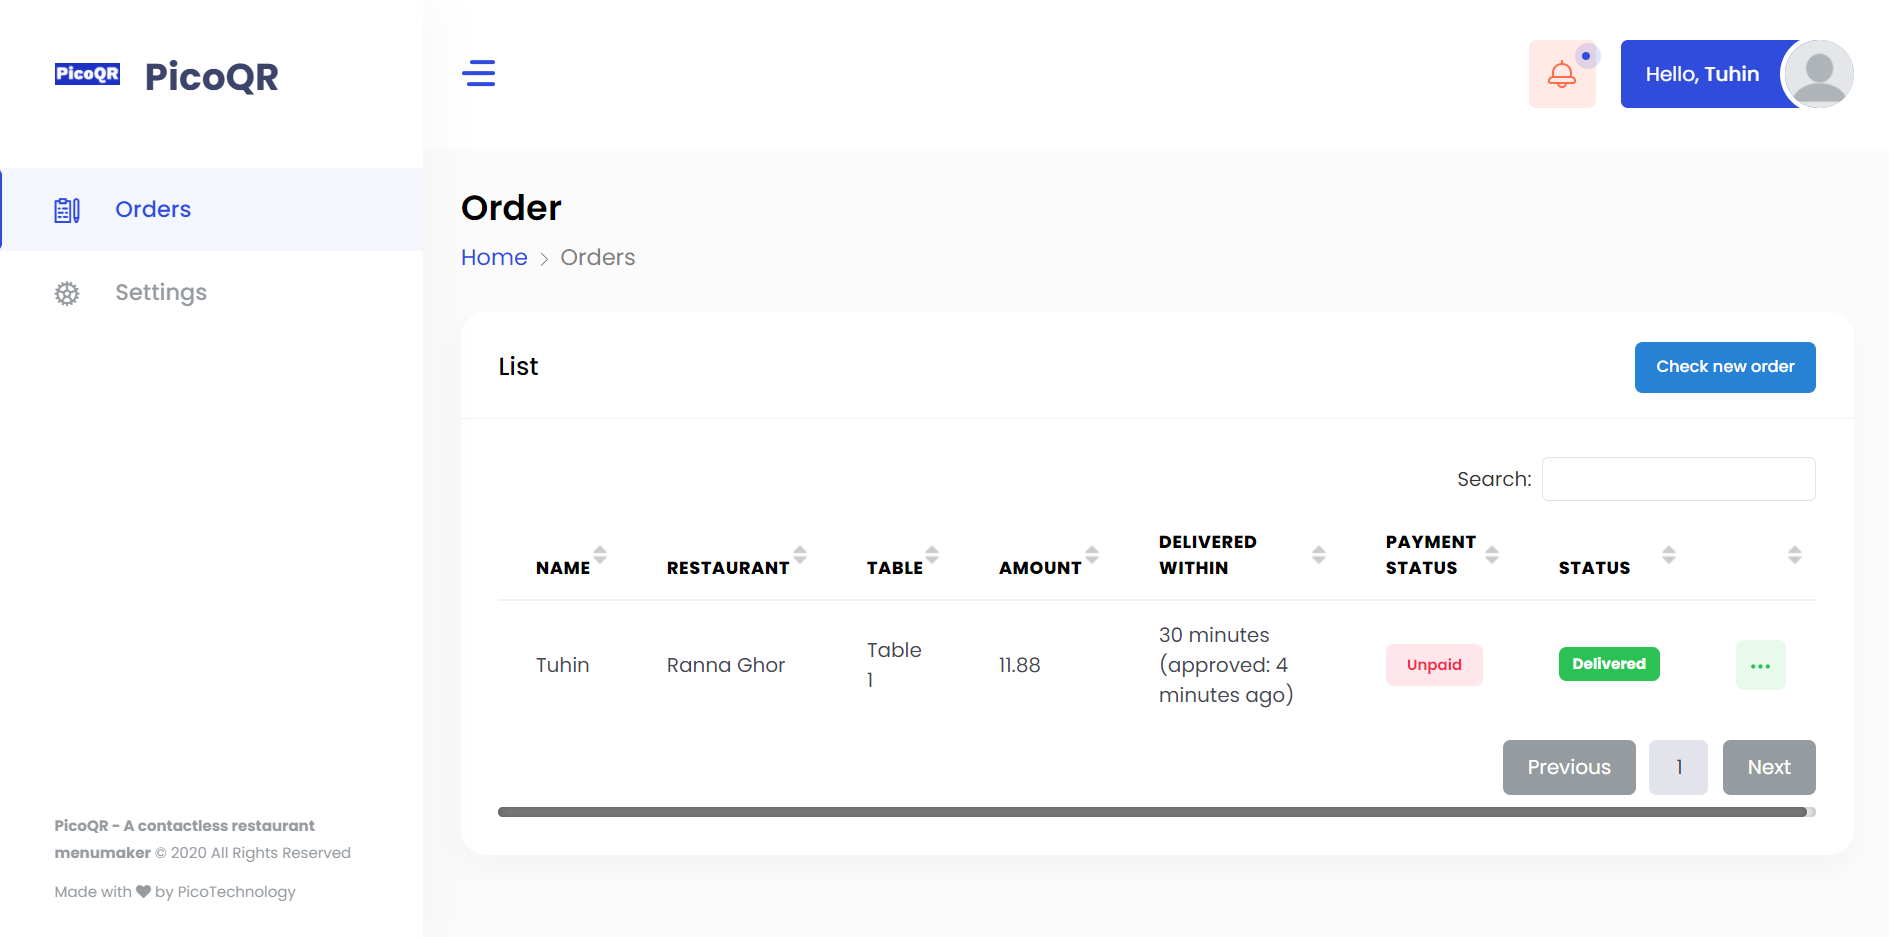 PicoQR PicoQR
Hello, Tuhin
Orders
Settings
Order
Home > Orders
List
Check new order
Search:
NAME RESTAURANT TABLE AMOUNT DELIVERED WITHIN PAYMENT STATUS STATUS
Tuhin Ranna Ghor Table 1 11.88 30 minutes (approved: 4 minutes ago) Unpaid Delivered ...
Previous 1 Next
PicoQR - A contactless restaurant
menumaker © 2020 All Rights Reserved
Made with ♥ by PicoTechnology